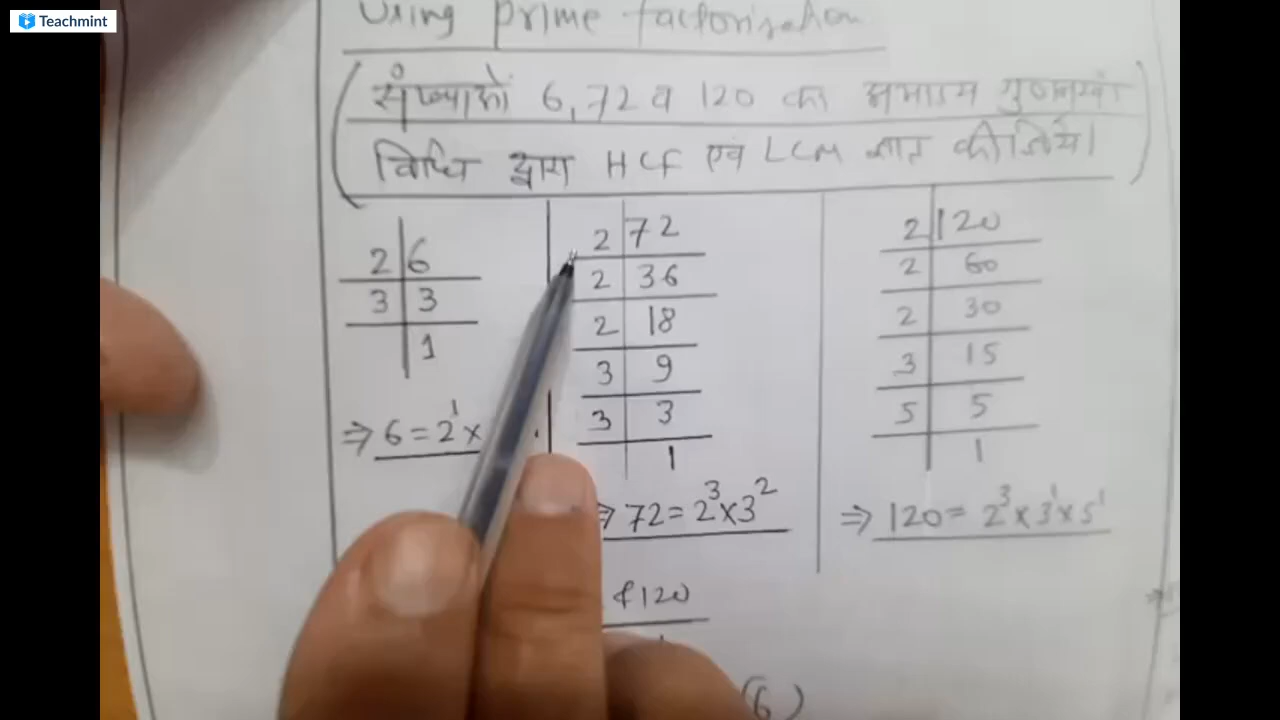 Teachmint
Using prime factorisation
(संख्याओं 6, 72 व 120 का अभाज्य गुणनखंड
विधि द्वारा HCF एवं LCM ज्ञात कीजिये।)
2 6
3 3
1
⇒ 6 = 2¹ ×
2 72
2 36
2 18
3 9
3 3
1
⇒ 72 = 2³ × 3²
2 120
2 60
2 30
3 15
5 5
1
⇒ 120 = 2³ × 3¹ × 5¹
& 120
(6)